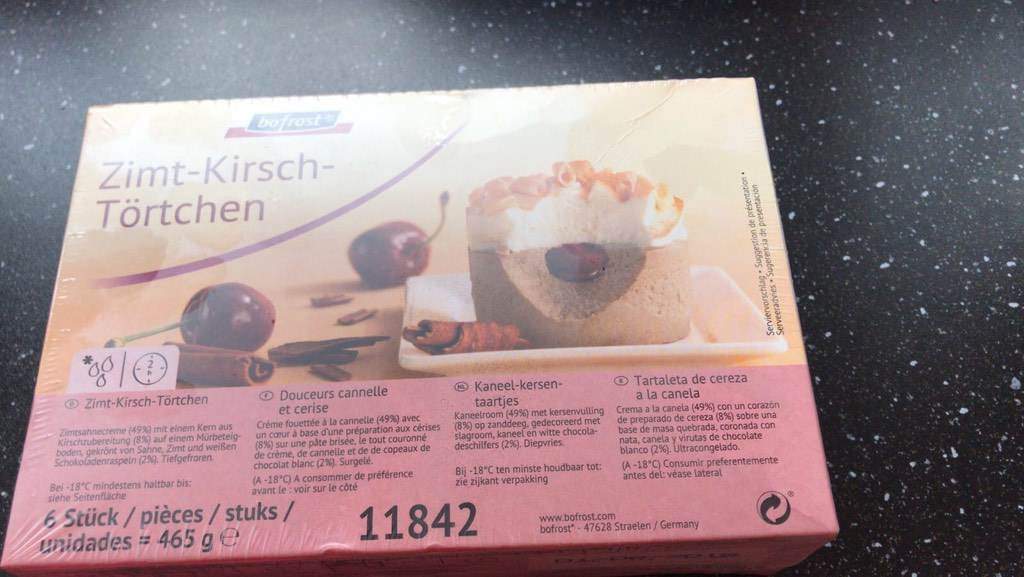 bofrost*
Zimt-Kirsch-
Törtchen
Serviervorschlag • Suggestion de présentation •
Serveeradvies • Sugerencia de presentación
* 2 h
D Zimt-Kirsch-Törtchen
Zimtsahnecreme (49%) mit einem Kern aus
Kirschzubereitung (8%) auf einem Mürbeteig-
boden, gekrönt von Sahne, Zimt und weißen
Schokoladenraspeln (2%). Tiefgefroren.
Bei -18°C mindestens haltbar bis:
siehe Seitenfläche
F Douceurs cannelle
et cerise
Crème fouettée à la cannelle (49%) avec
un cœur à base d'une préparation aux cérises
(8%) sur une pâte brisée, le tout couronné
de crème, de cannelle et de de copeaux de
chocolat blanc (2%). Surgelé.
(A -18°C) A consommer de préférence
avant le : voir sur le côté
NL Kaneel-kersen-
taartjes
Kaneelroom (49%) met kersenvulling
(8%) op zanddeeg, gedecoreerd met
slagroom, kaneel en witte chocola-
deschilfers (2%). Diepvries.
Bij -18°C ten minste houdbaar tot:
zie zijkant verpakking
E Tartaleta de cereza
a la canela
Crema a la canela (49%) con un corazón
de preparado de cereza (8%) sobre una
base de masa quebrada, coronada con
nata, canela y virutas de chocolate
blanco (2%). Ultracongelado.
(A -18°C) Consumir preferentemente
antes del: véase lateral
6 Stück / pièces / stuks /
unidades = 465 g e
11842
www.bofrost.com
bofrost* - 47628 Straelen / Germany
®